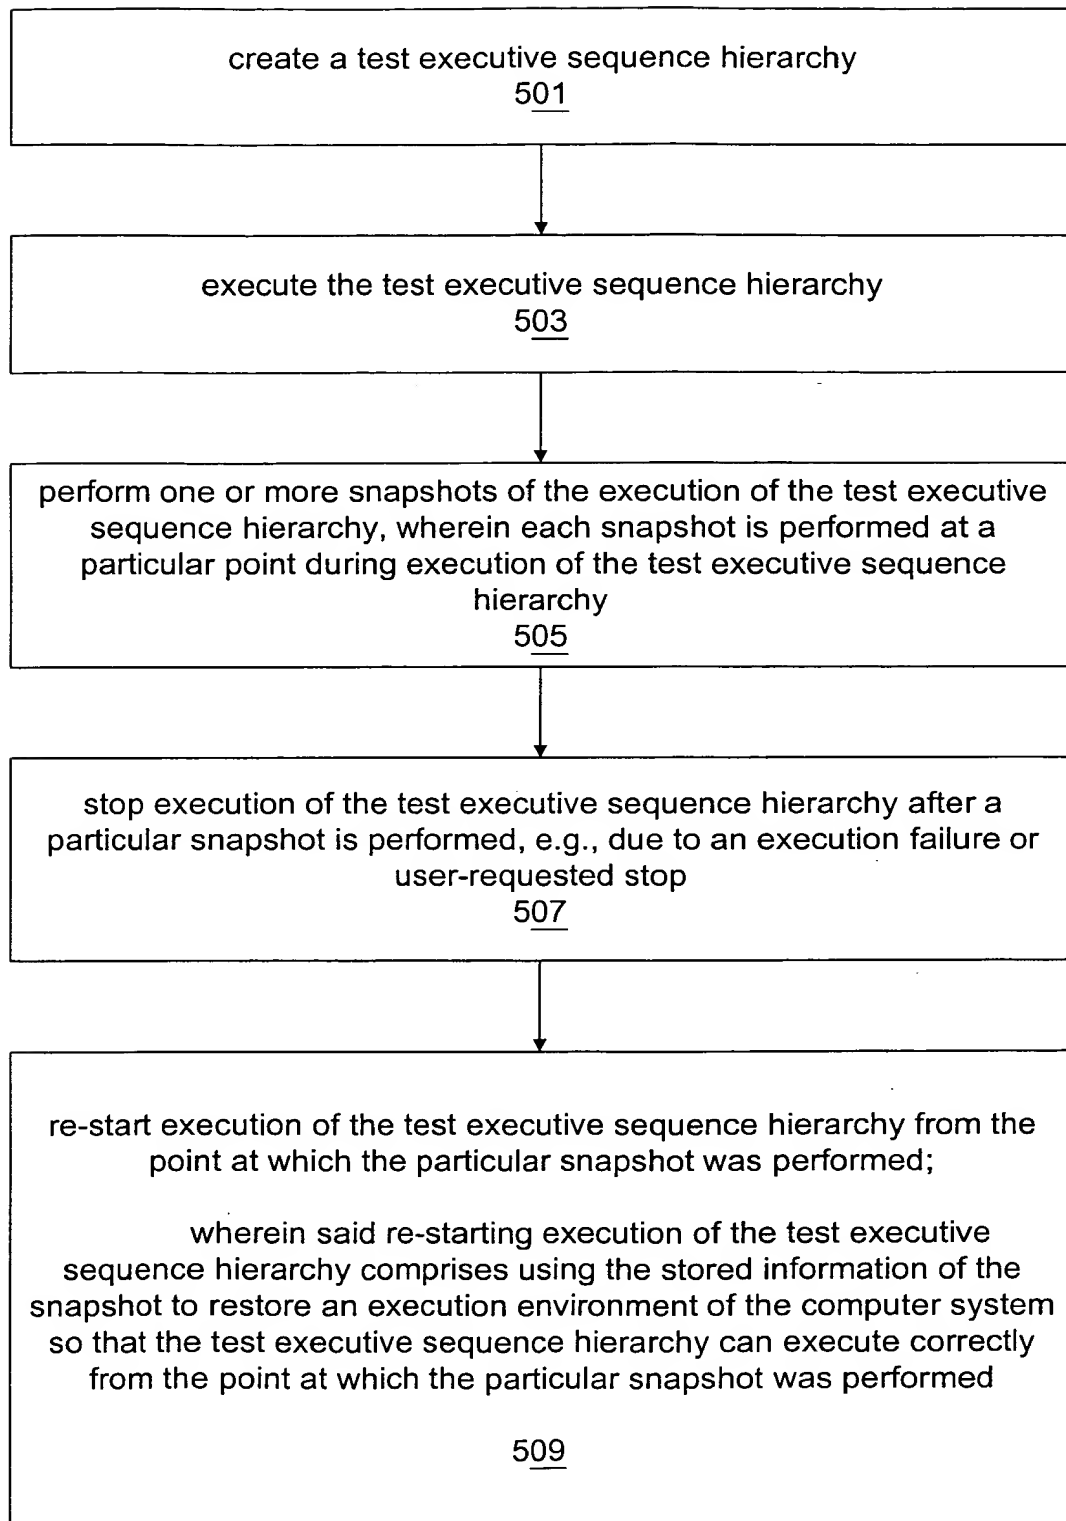 create a test executive sequence hierarchy
501
execute the test executive sequence hierarchy
503
perform one or more snapshots of the execution of the test executive
sequence hierarchy, wherein each snapshot is performed at a
particular point during execution of the test executive sequence
hierarchy
505
stop execution of the test executive sequence hierarchy after a
particular snapshot is performed, e.g., due to an execution failure or
user-requested stop
507
re-start execution of the test executive sequence hierarchy from the
point at which the particular snapshot was performed;
wherein said re-starting execution of the test executive
sequence hierarchy comprises using the stored information of the
snapshot to restore an execution environment of the computer system
so that the test executive sequence hierarchy can execute correctly
from the point at which the particular snapshot was performed
509